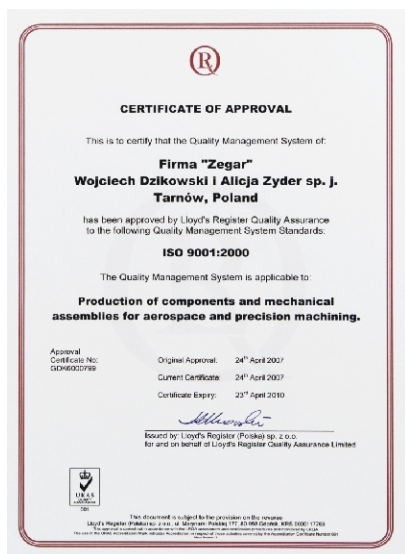 CERTIFICATE OF APPROVAL
This is to certify that the Quality Management System of:
Firma "Zegar"
Wojciech Dzikowski i Alicja Zyder sp. j.
Tarnów, Poland
has been approved by Lloyd's Register Quality Assurance
to the following Quality Management System Standards:
ISO 9001:2000
The Quality Management System is applicable to:
Production of components and mechanical
assemblies for aerospace and precision machining.
Approval
Certificate No:
GDK6000799
Original Approval: 24th April 2007
Current Certificate: 24th April 2007
Certificate Expiry: 23rd April 2010
Issued by: Lloyd's Register (Polska) sp. z o.o.
for and on behalf of Lloyd's Register Quality Assurance Limited
UKAS
001
This document is subject to the provision on the reverse